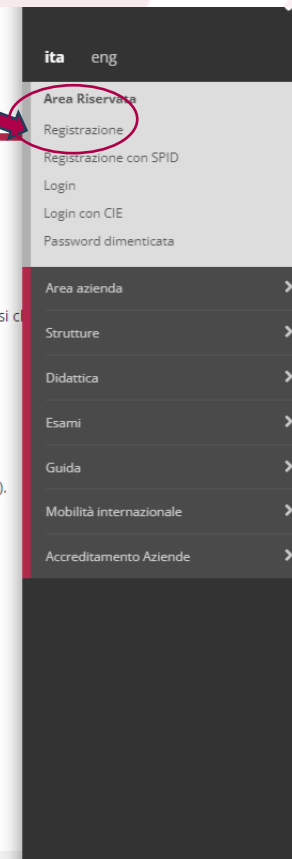 ita eng
Area Riservata
Registrazione
Registrazione con SPID
Login
Login con CIE
Password dimenticata
Area azienda
si
Strutture
Didattica
Esami
Guida
).
Mobilità internazionale
Accreditamento Aziende